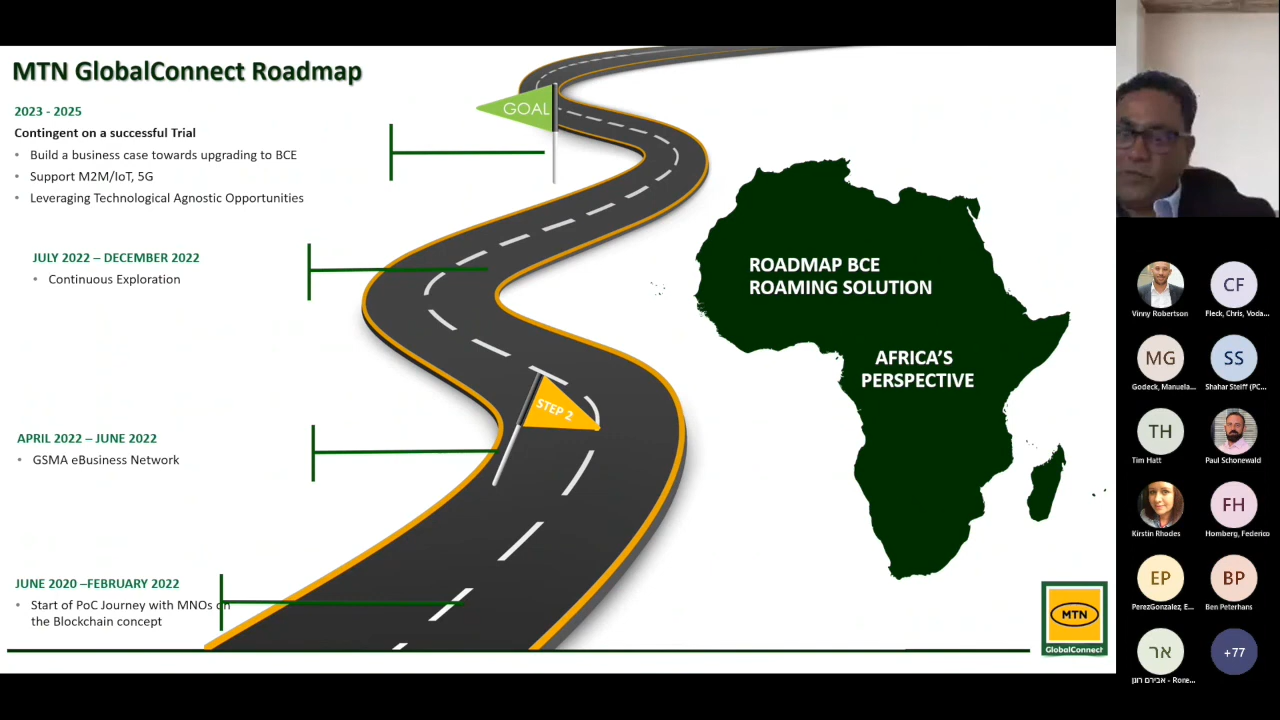 MTN GlobalConnect Roadmap
2023 - 2025
Contingent on a successful Trial
• Build a business case towards upgrading to BCE
• Support M2M/IoT, 5G
• Leveraging Technological Agnostic Opportunities
GOAL
JULY 2022 – DECEMBER 2022
• Continuous Exploration
ROADMAP BCE
ROAMING SOLUTION
AFRICA'S
PERSPECTIVE
STEP 2
APRIL 2022 – JUNE 2022
• GSMA eBusiness Network
JUNE 2020 –FEBRUARY 2022
• Start of PoC Journey with MNOs on
the Blockchain concept
MTN
GlobalConnect
Vinny Robertson
CF
Fleck, Chris, Voda...
MG
Godeck, Manuela...
SS
Shahar Steiff (PC...
TH
Tim Hatt
Paul Schonewald
Kirstin Rhodes
FH
Homberg, Federico
EP
PerezGonzalez, E...
BP
Ben Peterhans
אר
אבירם רונן - Rone...
+77